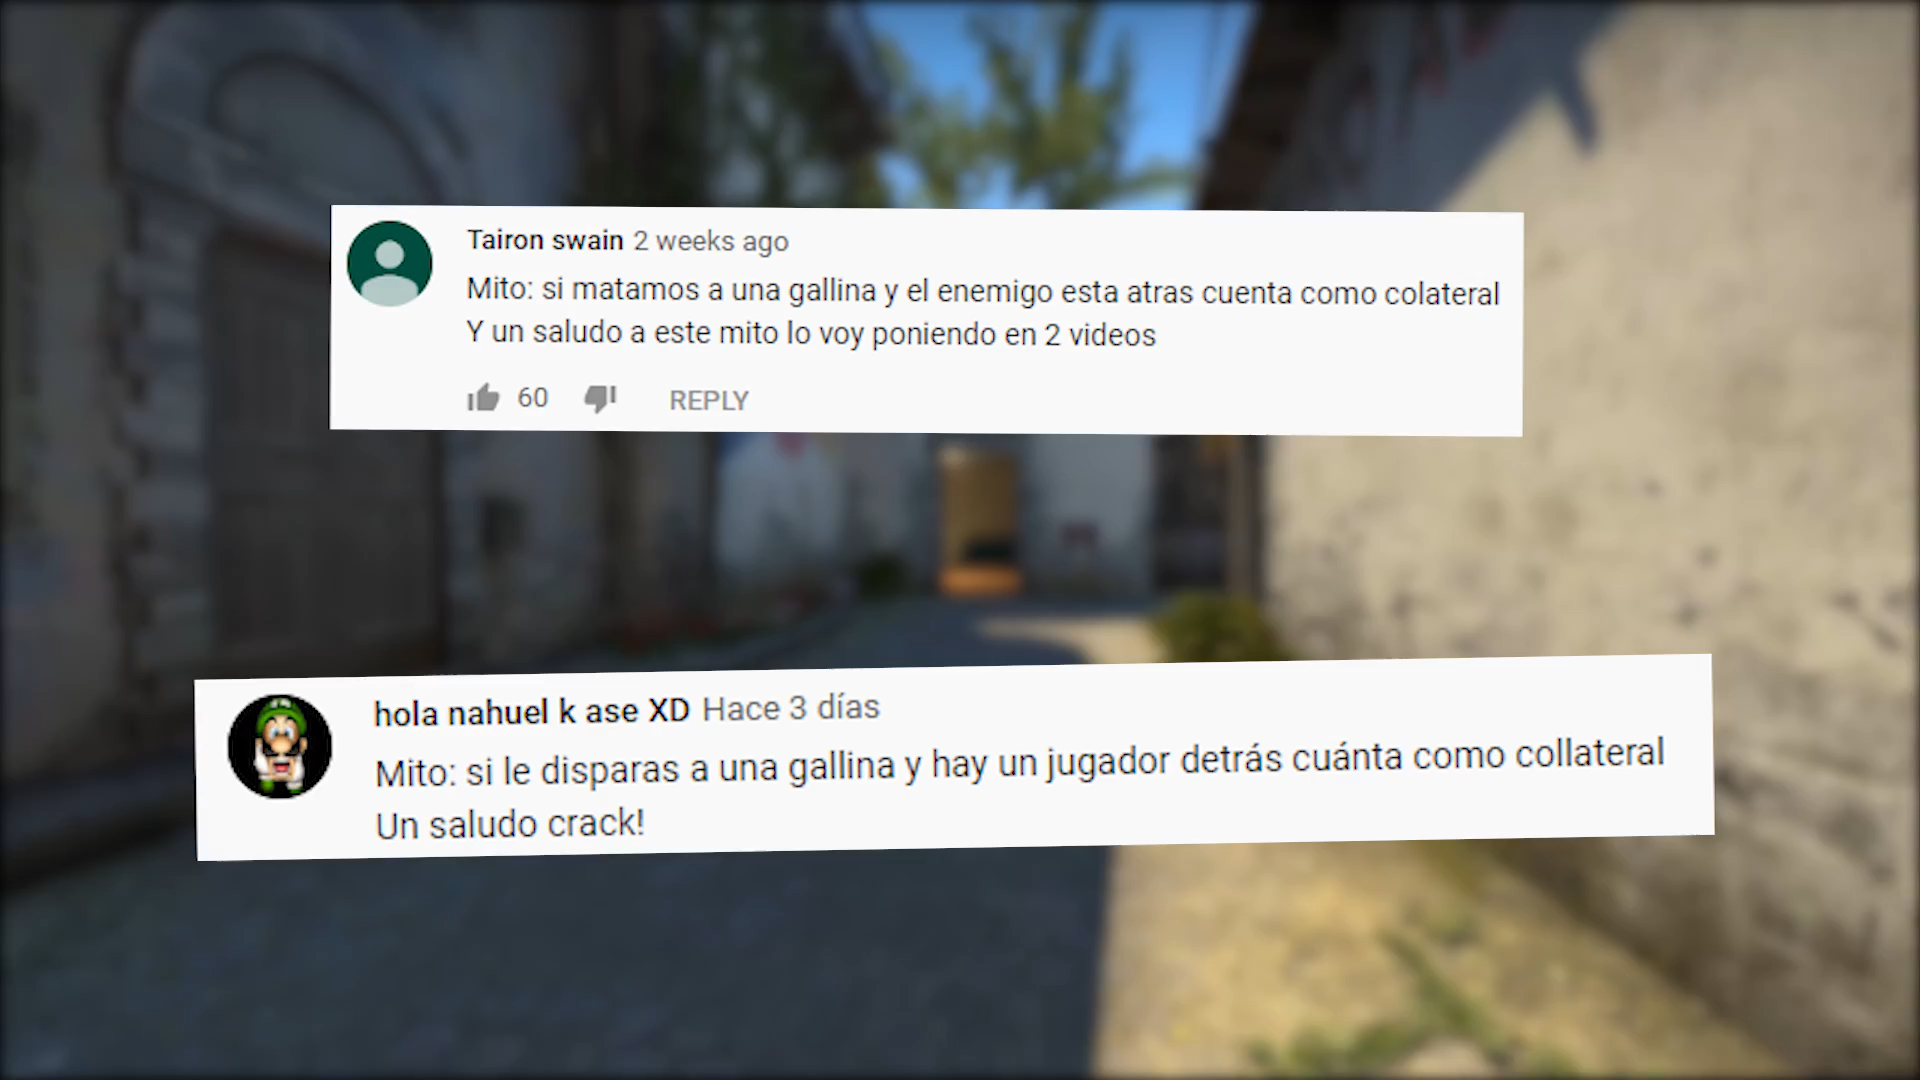 Tairon swain 2 weeks ago
Mito: si matamos a una gallina y el enemigo esta atras cuenta como colateral
Y un saludo a este mito lo voy poniendo en 2 videos
60 REPLY
hola nahuel k ase XD Hace 3 días
Mito: si le disparas a una gallina y hay un jugador detrás cuánta como collateral
Un saludo crack!